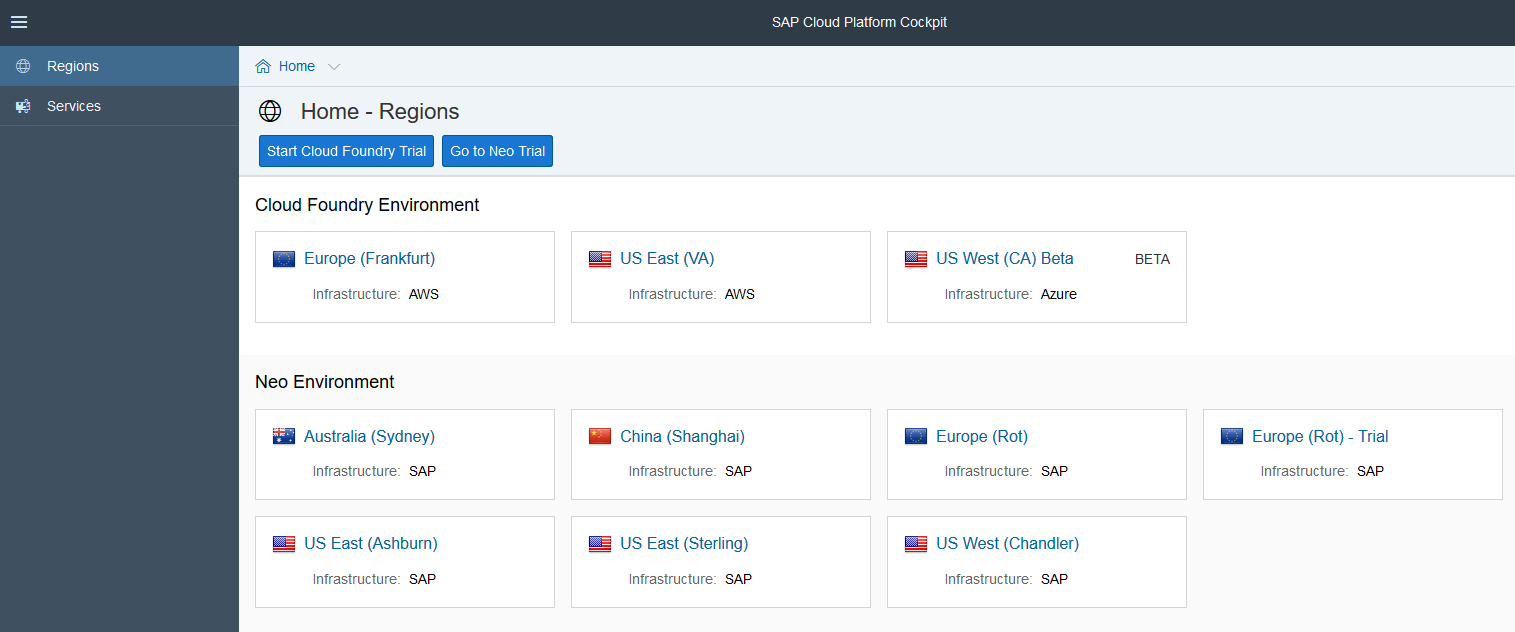 SAP Cloud Platform Cockpit
Regions
Services
Home
Home - Regions
Start Cloud Foundry Trial
Go to Neo Trial
Cloud Foundry Environment
Europe (Frankfurt)
Infrastructure: AWS
US East (VA)
Infrastructure: AWS
US West (CA) Beta BETA
Infrastructure: Azure
Neo Environment
Australia (Sydney)
Infrastructure: SAP
China (Shanghai)
Infrastructure: SAP
Europe (Rot)
Infrastructure: SAP
Europe (Rot) - Trial
Infrastructure: SAP
US East (Ashburn)
Infrastructure: SAP
US East (Sterling)
Infrastructure: SAP
US West (Chandler)
Infrastructure: SAP